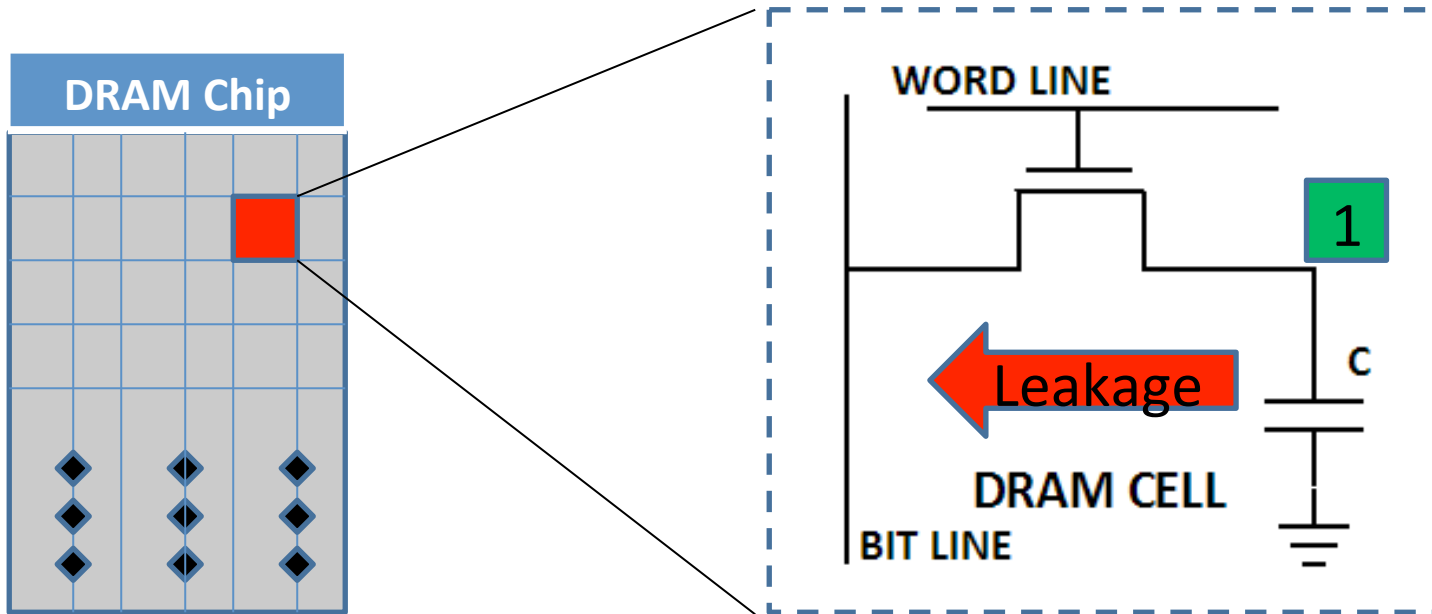 DRAM Chip
WORD LINE
1
Leakage
C
DRAM CELL
BIT LINE